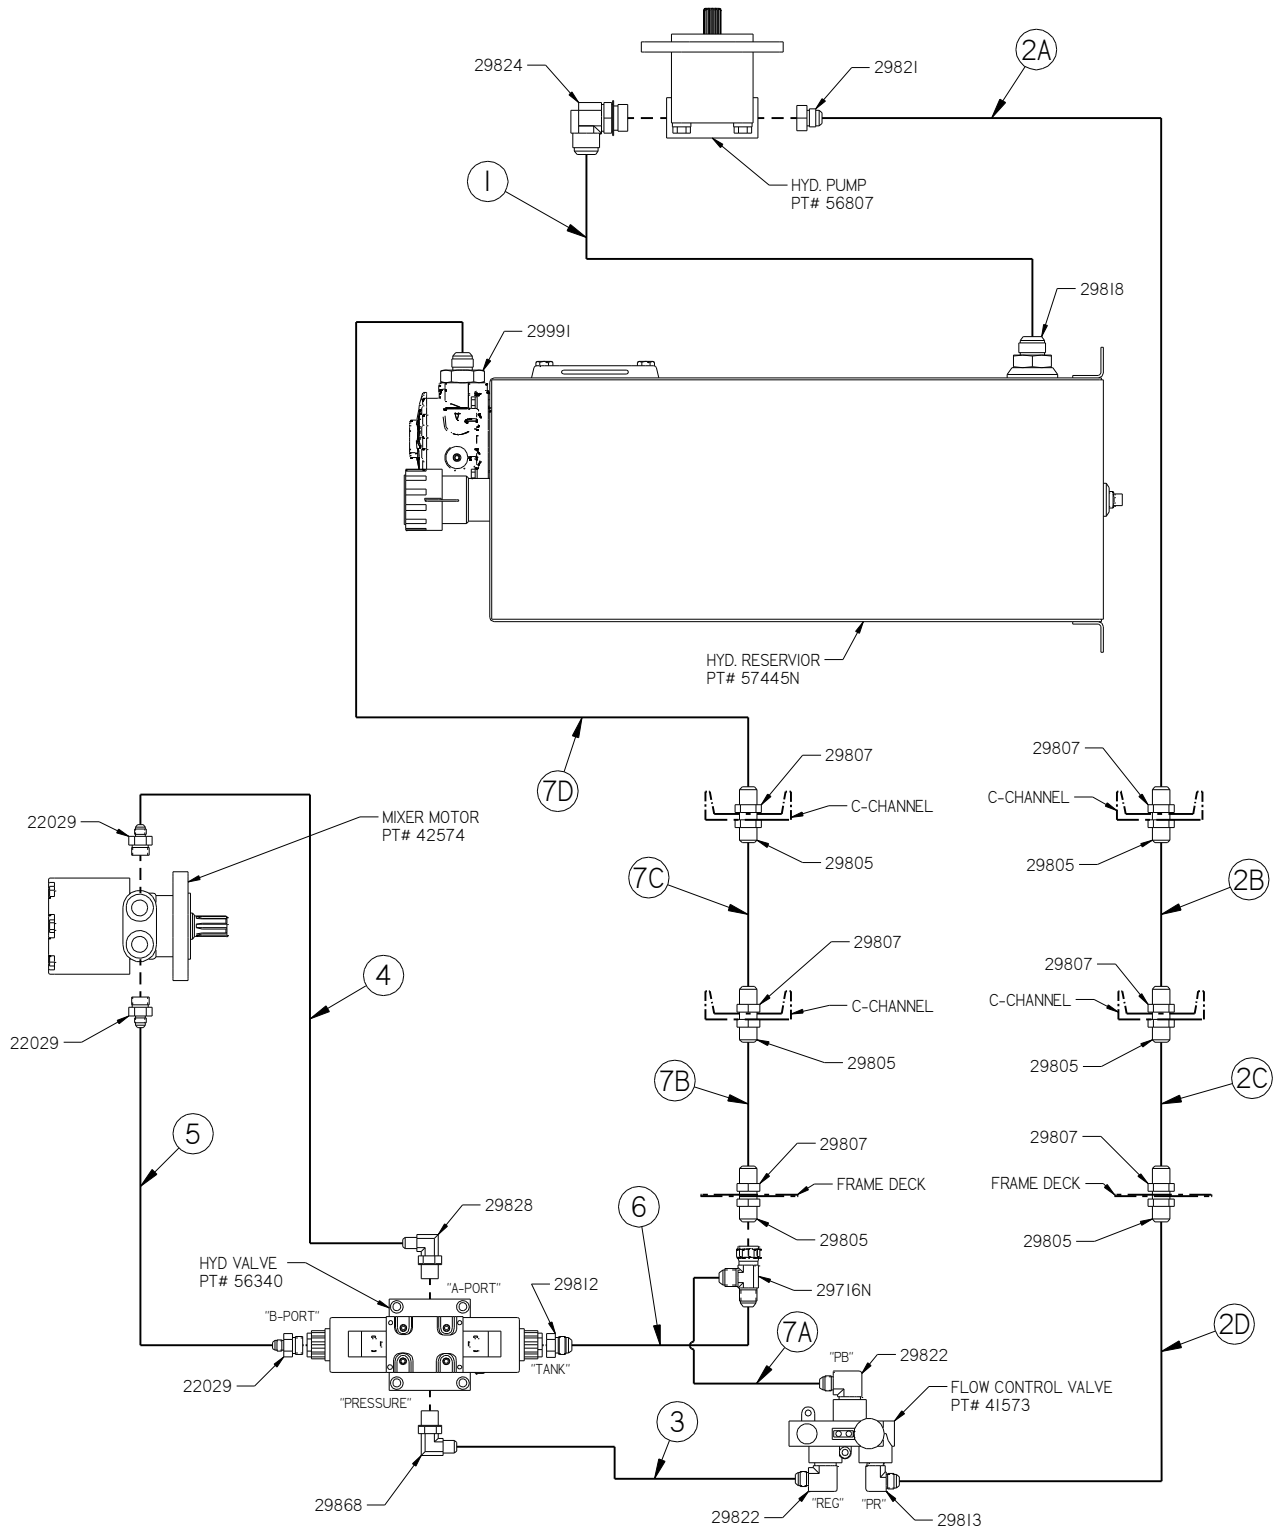 2A
29824
29821
1
HYD. PUMP
PT# 56807
29818
29991
HYD. RESERVIOR
PT# 57445N
7D
29807
C-CHANNEL
29805
29807
C-CHANNEL
29805
22029
MIXER MOTOR
PT# 42574
7C
2B
29807
C-CHANNEL
29805
29807
C-CHANNEL
29805
4
22029
7B
2C
5
29807
FRAME DECK
29805
29807
FRAME DECK
29805
6
29828
HYD VALVE
PT# 56340
"A-PORT"
29812
29716N
"B-PORT"
7A
2D
22029
"TANK"
"PB"
29822
FLOW CONTROL VALVE
PT# 41573
"PRESSURE"
3
29868
29822
"REG"
"PR"
29813